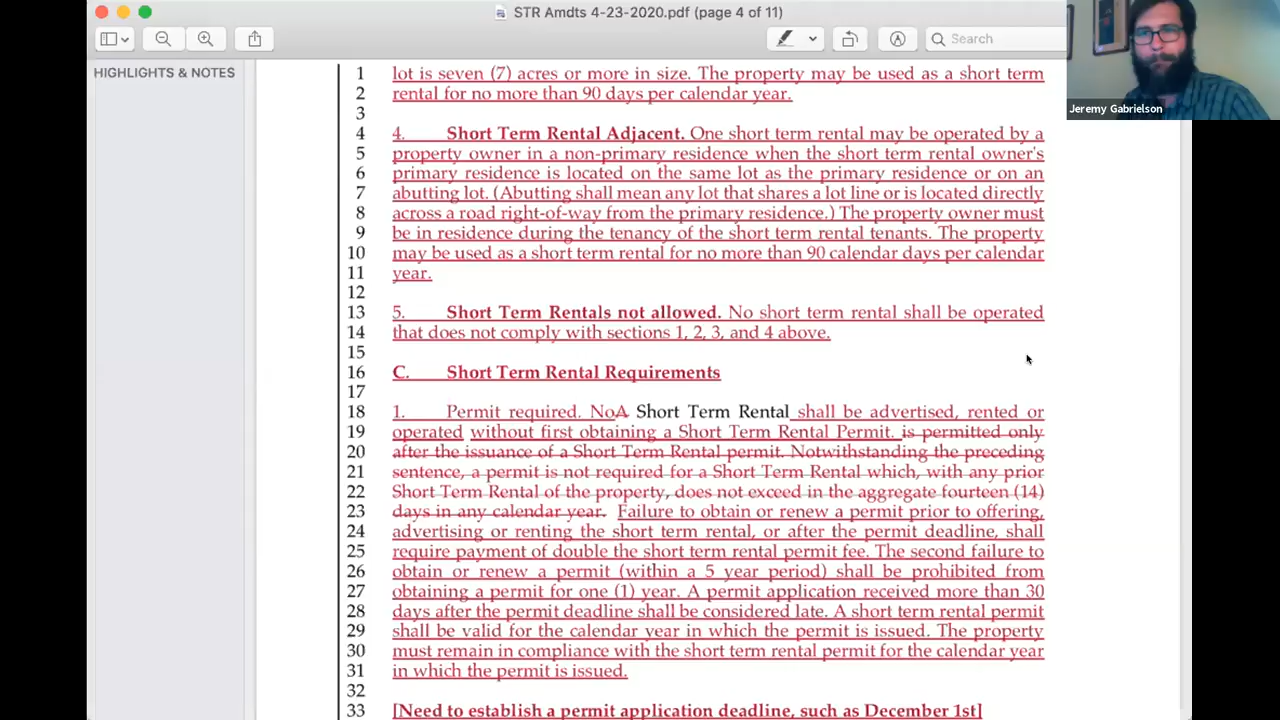 STR Amdts 4-23-2020.pdf (page 4 of 11)
Search
HIGHLIGHTS & NOTES
Jeremy Gabrielson
1 lot is seven (7) acres or more in size. The property may be used as a short term
2 rental for no more than 90 days per calendar year.
3
4 4. Short Term Rental Adjacent. One short term rental may be operated by a
5 property owner in a non-primary residence when the short term rental owner's
6 primary residence is located on the same lot as the primary residence or on an
7 abutting lot. (Abutting shall mean any lot that shares a lot line or is located directly
8 across a road right-of-way from the primary residence.) The property owner must
9 be in residence during the tenancy of the short term rental tenants. The property
10 may be used as a short term rental for no more than 90 calendar days per calendar
11 year.
12
13 5. Short Term Rentals not allowed. No short term rental shall be operated
14 that does not comply with sections 1, 2, 3, and 4 above.
15
16 C. Short Term Rental Requirements
17
18 1. Permit required. NoA Short Term Rental shall be advertised, rented or
19 operated without first obtaining a Short Term Rental Permit. is permitted only
20 after the issuance of a Short Term Rental permit. Notwithstanding the preceding
21 sentence, a permit is not required for a Short Term Rental which, with any prior
22 Short Term Rental of the property, does not exceed in the aggregate fourteen (14)
23 days in any calendar year. Failure to obtain or renew a permit prior to offering,
24 advertising or renting the short term rental, or after the permit deadline, shall
25 require payment of double the short term rental permit fee. The second failure to
26 obtain or renew a permit (within a 5 year period) shall be prohibited from
27 obtaining a permit for one (1) year. A permit application received more than 30
28 days after the permit deadline shall be considered late. A short term rental permit
29 shall be valid for the calendar year in which the permit is issued. The property
30 must remain in compliance with the short term rental permit for the calendar year
31 in which the permit is issued.
32
33 [Need to establish a permit application deadline, such as December 1st]